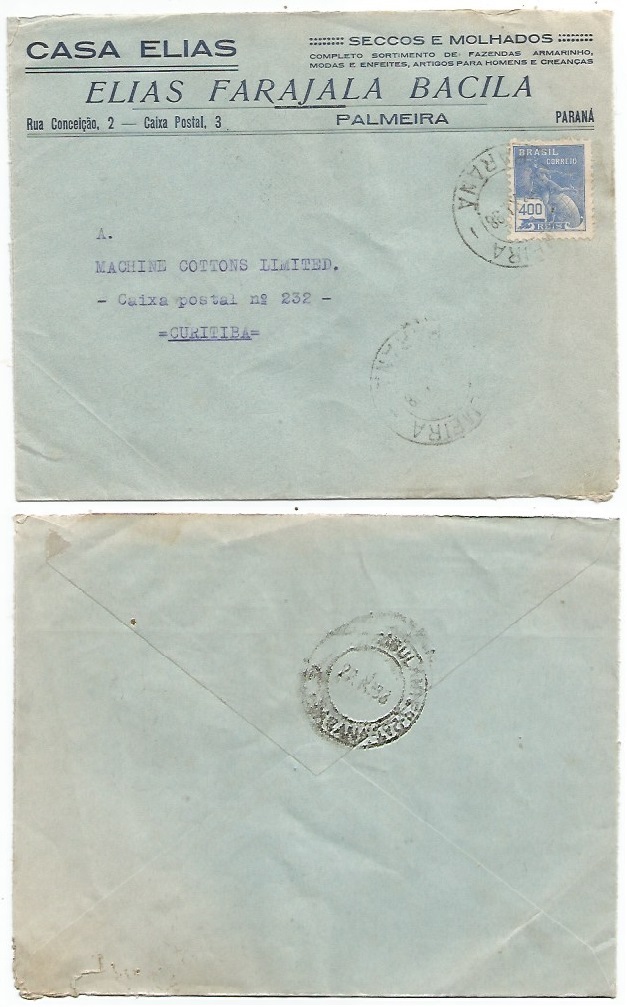 CASA ELIAS
SECCOS E MOLHADOS
COMPLETO SORTIMENTO DE FAZENDAS ARMARINHO,
MODAS E ENFEITES, ARTIGOS PARA HOMENS E CREANÇAS
ELIAS FARAJALA BACILA
Rua Conceição, 2 — Caixa Postal, 3
PALMEIRA
PARANÁ
BRASIL
CORREIO
400
REIS
A.
MACHINE COTTONS LIMITED.
- Caixa postal nº 232 -
=CURITIBA=